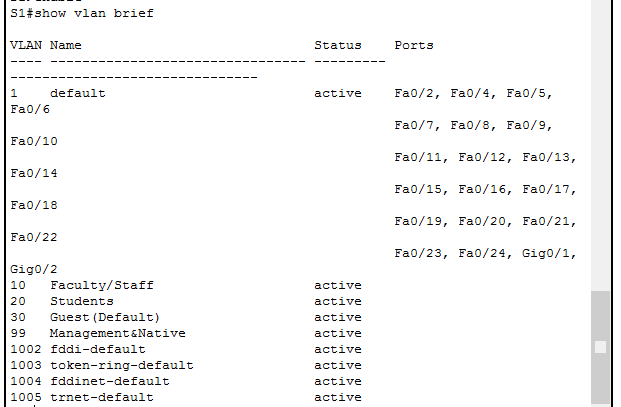 S1#show vlan brief
VLAN Name Status Ports
---- -------------------------------- ---------
-------------------------------
1 default active Fa0/2, Fa0/4, Fa0/5,
Fa0/6
Fa0/7, Fa0/8, Fa0/9,
Fa0/10
Fa0/11, Fa0/12, Fa0/13,
Fa0/14
Fa0/15, Fa0/16, Fa0/17,
Fa0/18
Fa0/19, Fa0/20, Fa0/21,
Fa0/22
Fa0/23, Fa0/24, Gig0/1,
Gig0/2
10 Faculty/Staff active
20 Students active
30 Guest(Default) active
99 Management&Native active
1002 fddi-default active
1003 token-ring-default active
1004 fddinet-default active
1005 trnet-default active